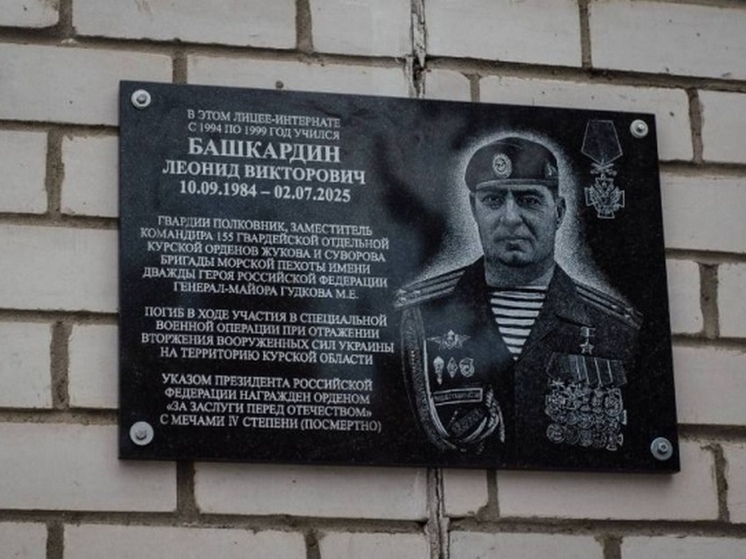 В ЭТОМ ЛИЦЕЕ-ИНТЕРНАТЕ
С 1994 ПО 1999 ГОД УЧИЛСЯ
БАШКАРДИН
ЛЕОНИД ВИКТОРОВИЧ
10.09.1984 – 02.07.2025
ГВАРДИИ ПОЛКОВНИК, ЗАМЕСТИТЕЛЬ
КОМАНДИРА 155 ГВАРДЕЙСКОЙ ОТДЕЛЬНОЙ
КУРСКОЙ ОРДЕНОВ ЖУКОВА И СУВОРОВА
БРИГАДЫ МОРСКОЙ ПЕХОТЫ ИМЕНИ
ДВАЖДЫ ГЕРОЯ РОССИЙСКОЙ ФЕДЕРАЦИИ
ГЕНЕРАЛ-МАЙОРА ГУДКОВА М.Е.
ПОГИБ В ХОДЕ УЧАСТИЯ В СПЕЦИАЛЬНОЙ
ВОЕННОЙ ОПЕРАЦИИ ПРИ ОТРАЖЕНИИ
ВТОРЖЕНИЯ ВООРУЖЕННЫХ СИЛ УКРАИНЫ
НА ТЕРРИТОРИЮ КУРСКОЙ ОБЛАСТИ
УКАЗОМ ПРЕЗИДЕНТА РОССИЙСКОЙ
ФЕДЕРАЦИИ НАГРАЖДЕН ОРДЕНОМ
«ЗА ЗАСЛУГИ ПЕРЕД ОТЕЧЕСТВОМ»
С МЕЧАМИ IV СТЕПЕНИ (ПОСМЕРТНО)